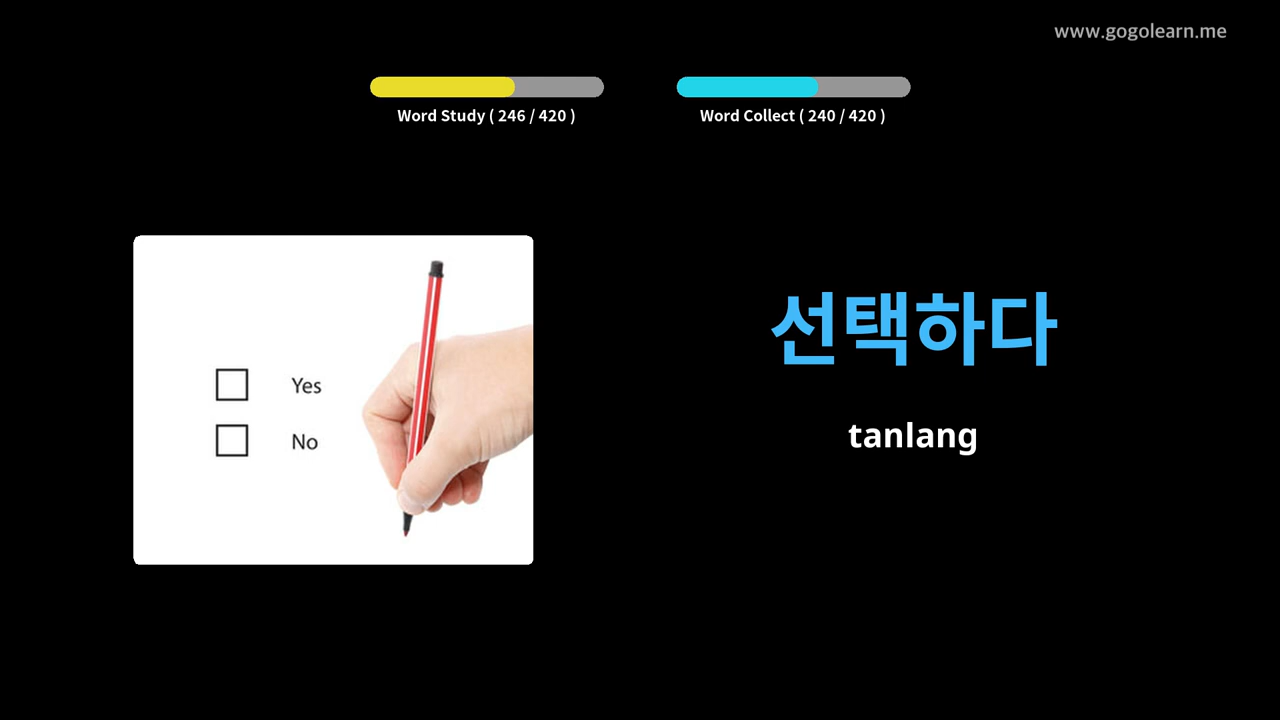 www.gogolearn.me
Word Study ( 246 / 420 )
Word Collect ( 240 / 420 )
Yes
No
선택하다
tanlang